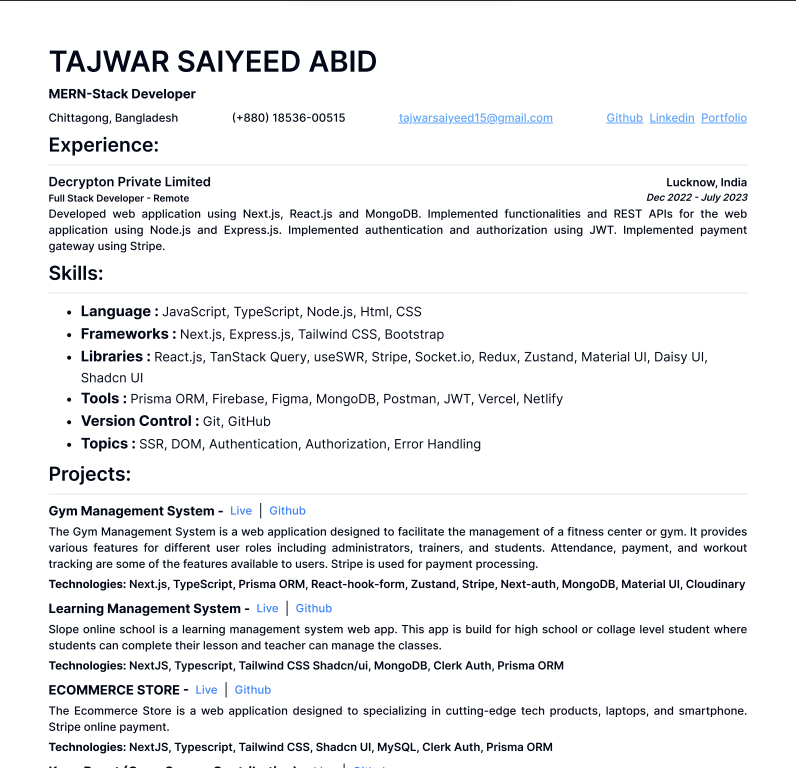 TAJWAR SAIYEED ABID
MERN-Stack Developer
Chittagong, Bangladesh (+880) 18536-00515 tajwarsaiyeed15@gmail.com Github Linkedin Portfolio
Experience:
Decrypton Private Limited Lucknow, India
Full Stack Developer - Remote Dec 2022 - July 2023
Developed web application using Next.js, React.js and MongoDB. Implemented functionalities and REST APIs for the web
application using Node.js and Express.js. Implemented authentication and authorization using JWT. Implemented payment
gateway using Stripe.
Skills:
• Language : JavaScript, TypeScript, Node.js, Html, CSS
• Frameworks : Next.js, Express.js, Tailwind CSS, Bootstrap
• Libraries : React.js, TanStack Query, useSWR, Stripe, Socket.io, Redux, Zustand, Material UI, Daisy UI,
Shadcn UI
• Tools : Prisma ORM, Firebase, Figma, MongoDB, Postman, JWT, Vercel, Netlify
• Version Control : Git, GitHub
• Topics : SSR, DOM, Authentication, Authorization, Error Handling
Projects:
Gym Management System - Live | Github
The Gym Management System is a web application designed to facilitate the management of a fitness center or gym. It provides
various features for different user roles including administrators, trainers, and students. Attendance, payment, and workout
tracking are some of the features available to users. Stripe is used for payment processing.
Technologies: Next.js, TypeScript, Prisma ORM, React-hook-form, Zustand, Stripe, Next-auth, MongoDB, Material UI, Cloudinary
Learning Management System - Live | Github
Slope online school is a learning management system web app. This app is build for high school or collage level student where
students can complete their lesson and teacher can manage the classes.
Technologies: NextJS, Typescript, Tailwind CSS Shadcn/ui, MongoDB, Clerk Auth, Prisma ORM
ECOMMERCE STORE - Live | Github
The Ecommerce Store is a web application designed to specializing in cutting-edge tech products, laptops, and smartphone.
Stripe online payment.
Technologies: NextJS, Typescript, Tailwind CSS, Shadcn UI, MySQL, Clerk Auth, Prisma ORM